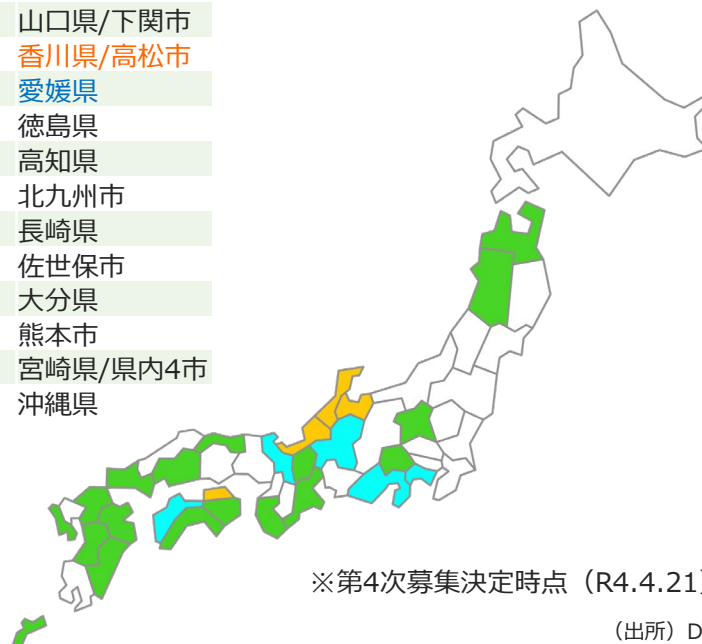 山口県/下関市
香川県/高松市
愛媛県
徳島県
高知県
北九州市
長崎県
佐世保市
大分県
熊本市
宮崎県/県内4市
沖縄県
※第4次募集決定時点（R4.4.21）
（出所）D